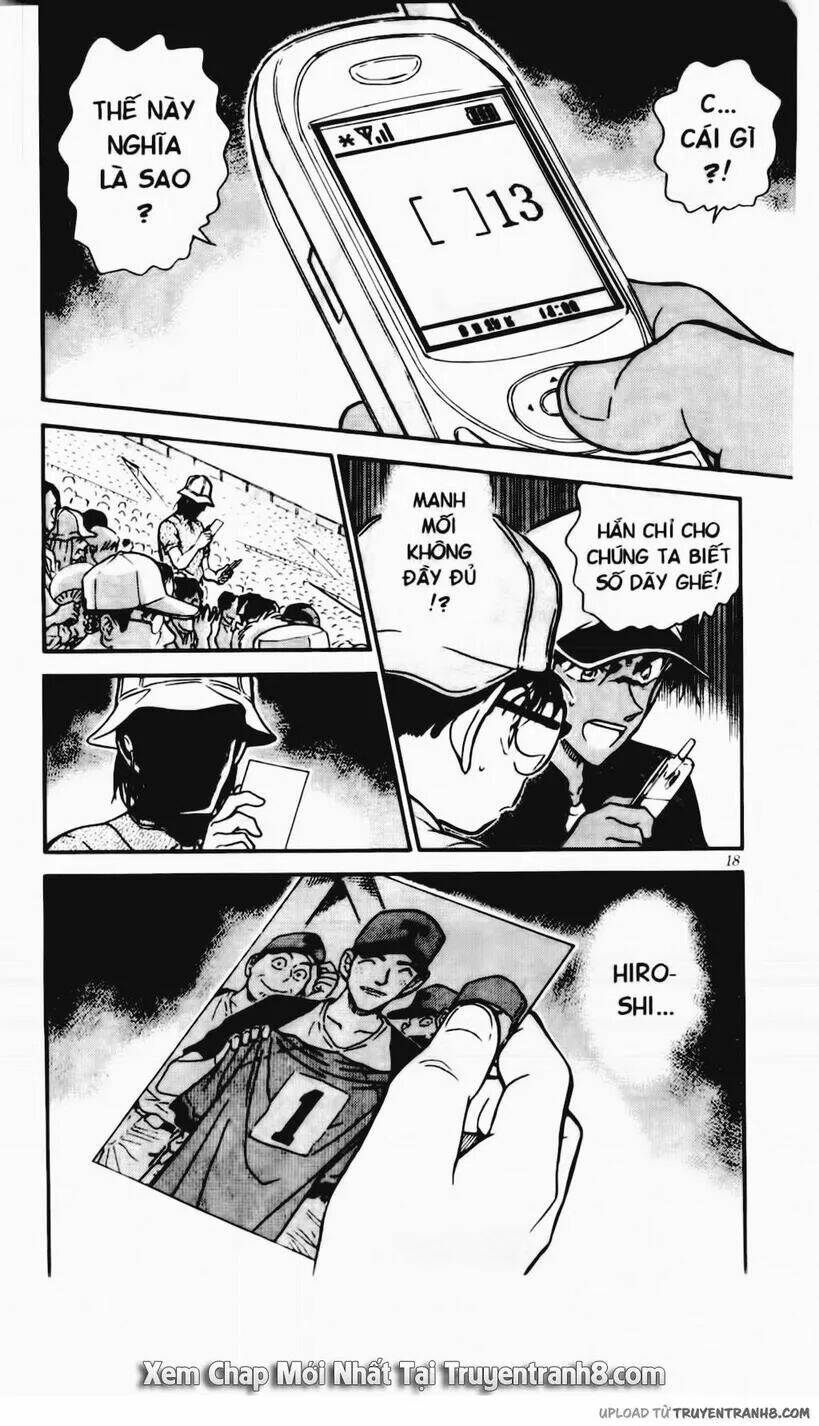 C...
CÁI GÌ
?!
THẾ NÀY
NGHĨA
LÀ SAO
?
[ ]13
HẮN CHỈ CHO
CHÚNG TA BIẾT
SỐ DÃY GHẾ!
MANH
MỐI
KHÔNG
ĐẦY ĐỦ
!?
18
HIRO-
SHI...
1
Xem Chap Mới Nhất Tại Truyentranh8.com
UPLOAD TỪ TRUYENTRANH8.COM